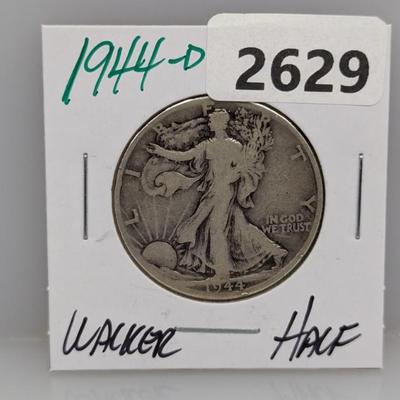 1944-D
2629
LIBERTY
IN GOD
WE TRUST
1944
WALKER HALF